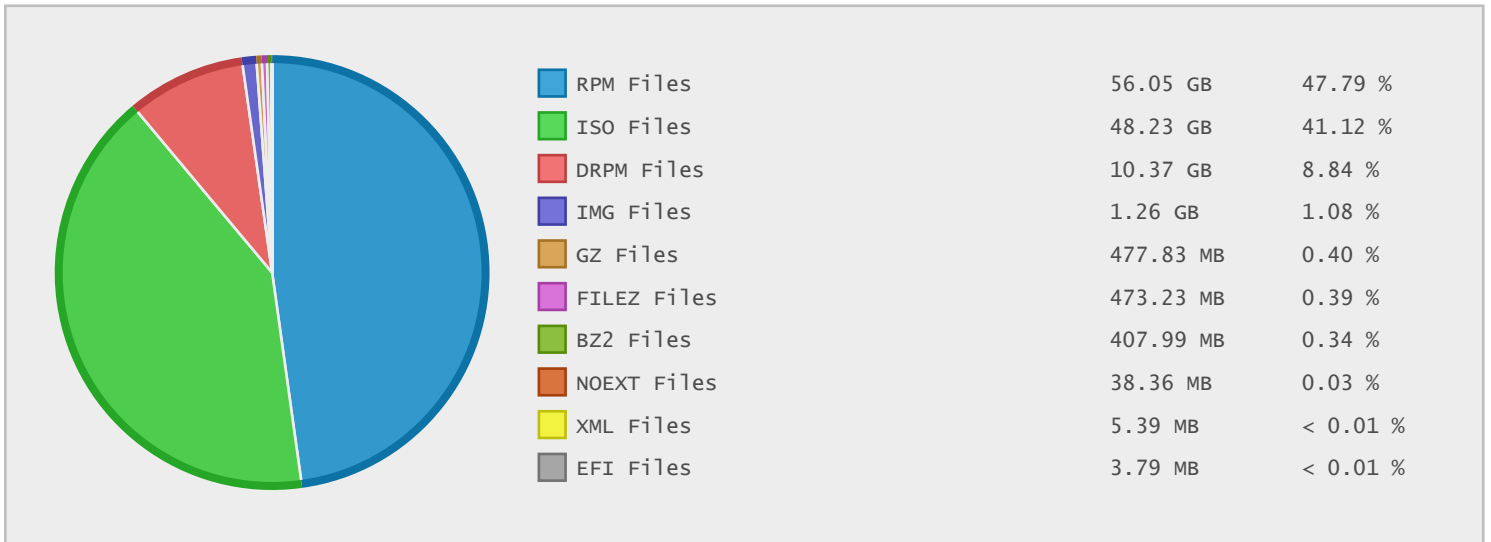 RPM Files 56.05 GB 47.79 %
ISO Files 48.23 GB 41.12 %
DRPM Files 10.37 GB 8.84 %
IMG Files 1.26 GB 1.08 %
GZ Files 477.83 MB 0.40 %
FILEZ Files 473.23 MB 0.39 %
BZ2 Files 407.99 MB 0.34 %
NOEXT Files 38.36 MB 0.03 %
XML Files 5.39 MB < 0.01 %
EFI Files 3.79 MB < 0.01 %